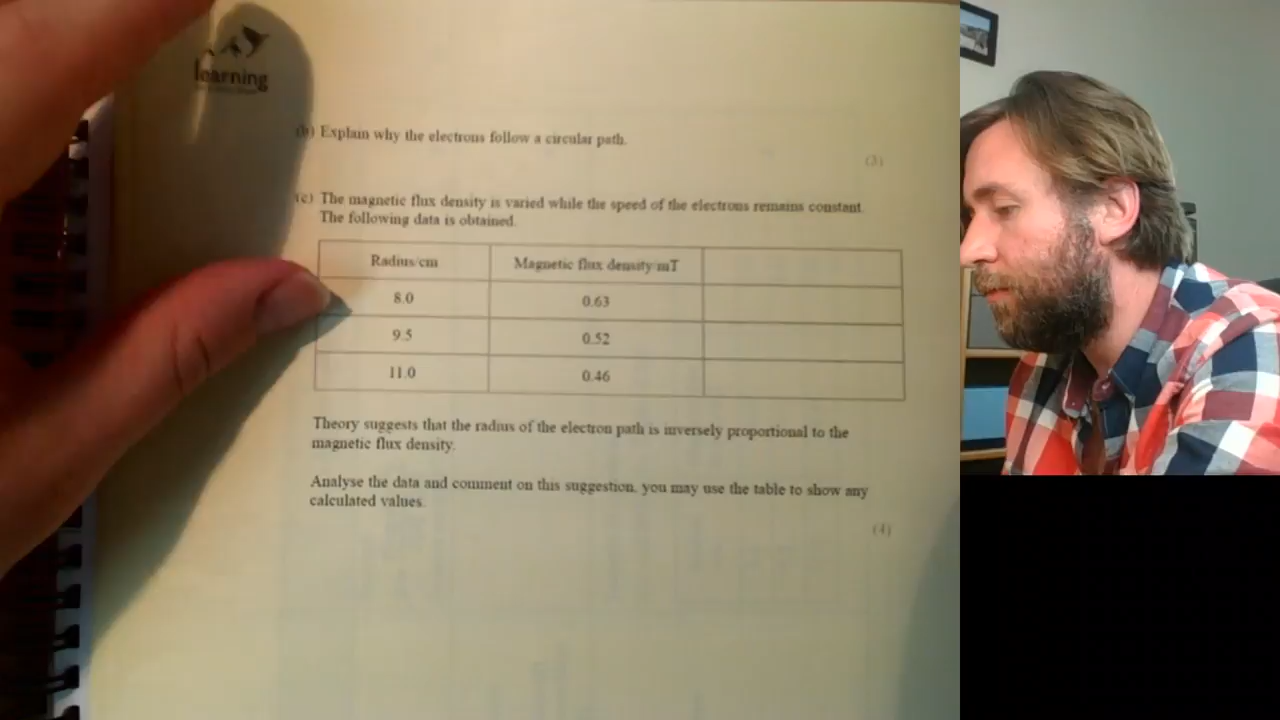 learning
(b) Explain why the electrons follow a circular path.
(3)
(c) The magnetic flux density is varied while the speed of the electrons remains constant.
The following data is obtained.
Radius/cm Magnetic flux density/mT
8.0 0.63
9.5 0.52
11.0 0.46
Theory suggests that the radius of the electron path is inversely proportional to the
magnetic flux density.
Analyse the data and comment on this suggestion, you may use the table to show any
calculated values.
(4)